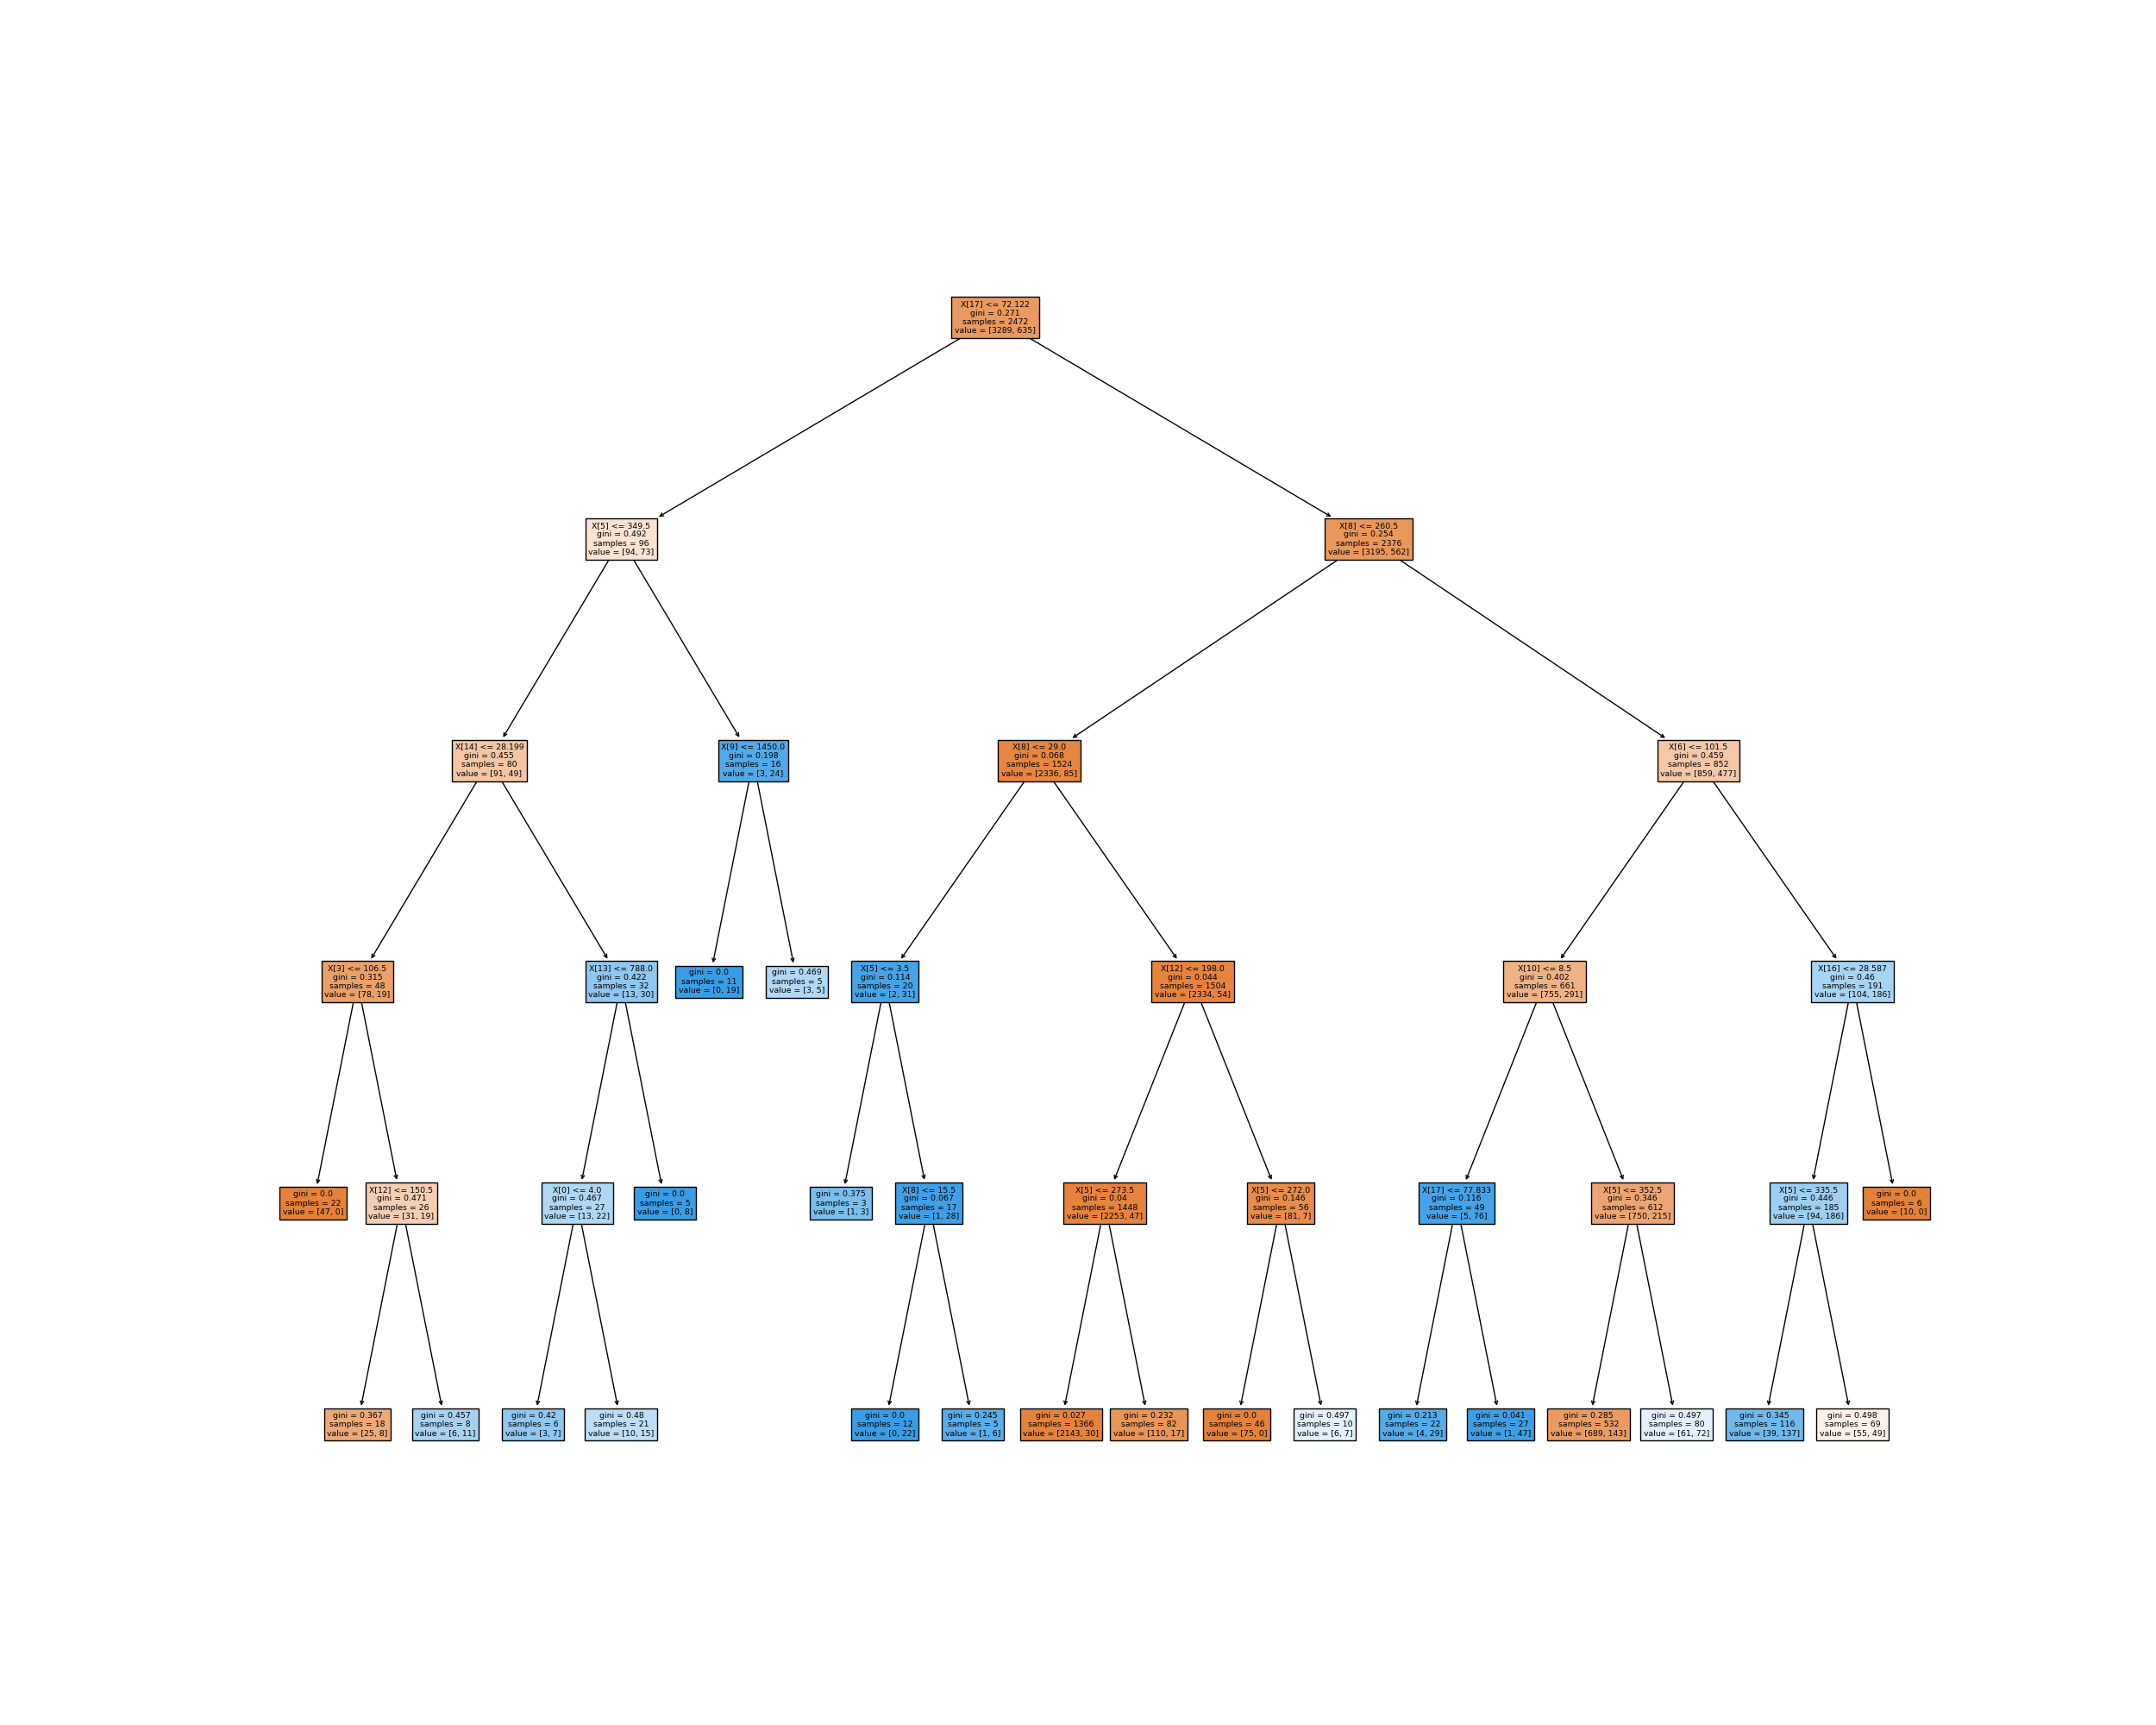 X[17] <= 72.122
gini = 0.271
samples = 2472
value = [3289, 635]
X[5] <= 349.5
gini = 0.492
samples = 96
value = [94, 73]
X[8] <= 260.5
gini = 0.254
samples = 2376
value = [3195, 562]
X[14] <= 28.199
gini = 0.455
samples = 80
value = [91, 49]
X[9] <= 1450.0
gini = 0.198
samples = 16
value = [3, 24]
X[8] <= 29.0
gini = 0.068
samples = 1524
value = [2336, 85]
X[6] <= 101.5
gini = 0.459
samples = 852
value = [859, 477]
X[3] <= 106.5
gini = 0.315
samples = 48
value = [78, 19]
X[13] <= 788.0
gini = 0.422
samples = 32
value = [13, 30]
gini = 0.0
samples = 11
value = [0, 19]
gini = 0.469
samples = 5
value = [3, 5]
X[5] <= 3.5
gini = 0.114
samples = 20
value = [2, 31]
X[12] <= 198.0
gini = 0.044
samples = 1504
value = [2334, 54]
X[10] <= 8.5
gini = 0.402
samples = 661
value = [755, 291]
X[16] <= 28.587
gini = 0.46
samples = 191
value = [104, 186]
gini = 0.0
samples = 22
value = [47, 0]
X[12] <= 150.5
gini = 0.471
samples = 26
value = [31, 19]
X[0] <= 4.0
gini = 0.467
samples = 27
value = [13, 22]
gini = 0.0
samples = 5
value = [0, 8]
gini = 0.375
samples = 3
value = [1, 3]
X[8] <= 15.5
gini = 0.067
samples = 17
value = [1, 28]
X[5] <= 273.5
gini = 0.04
samples = 1448
value = [2253, 47]
X[5] <= 272.0
gini = 0.146
samples = 56
value = [81, 7]
X[17] <= 77.833
gini = 0.116
samples = 49
value = [5, 76]
X[5] <= 352.5
gini = 0.346
samples = 612
value = [750, 215]
X[5] <= 335.5
gini = 0.446
samples = 185
value = [94, 186]
gini = 0.0
samples = 6
value = [10, 0]
gini = 0.367
samples = 18
value = [25, 8]
gini = 0.457
samples = 8
value = [6, 11]
gini = 0.42
samples = 6
value = [3, 7]
gini = 0.48
samples = 21
value = [10, 15]
gini = 0.0
samples = 12
value = [0, 22]
gini = 0.245
samples = 5
value = [1, 6]
gini = 0.027
samples = 1366
value = [2143, 30]
gini = 0.232
samples = 82
value = [110, 17]
gini = 0.0
samples = 46
value = [75, 0]
gini = 0.497
samples = 10
value = [6, 7]
gini = 0.213
samples = 22
value = [4, 29]
gini = 0.041
samples = 27
value = [1, 47]
gini = 0.285
samples = 532
value = [689, 143]
gini = 0.497
samples = 80
value = [61, 72]
gini = 0.345
samples = 116
value = [39, 137]
gini = 0.498
samples = 69
value = [55, 49]